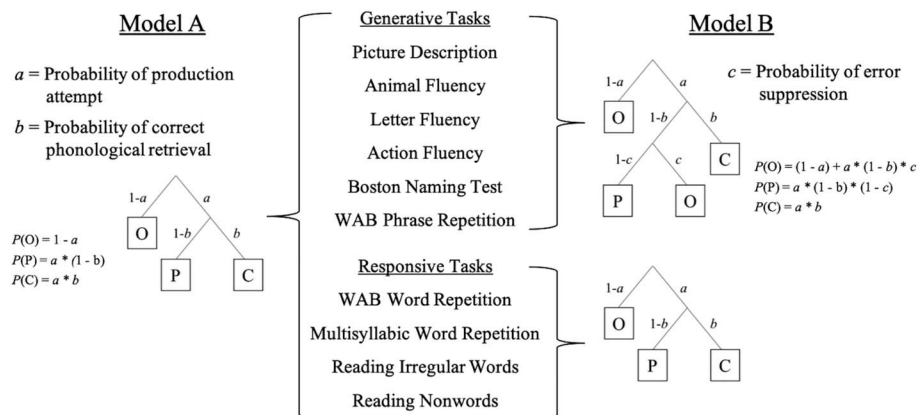 Model A
a = Probability of production
attempt
b = Probability of correct
phonological retrieval
1-a
a
O
1-b
b
P
C
P(O) = 1 - a
P(P) = a * (1 - b)
P(C) = a * b
Generative Tasks
Picture Description
Animal Fluency
Letter Fluency
Action Fluency
Boston Naming Test
WAB Phrase Repetition
Responsive Tasks
WAB Word Repetition
Multisyllabic Word Repetition
Reading Irregular Words
Reading Nonwords
Model B
1-a
a
O
1-b
b
1-c
c
C
P
O
c = Probability of error
suppression
P(O) = (1 - a) + a * (1 - b) * c
P(P) = a * (1 - b) * (1 - c)
P(C) = a * b
1-a
a
O
1-b
b
P
C